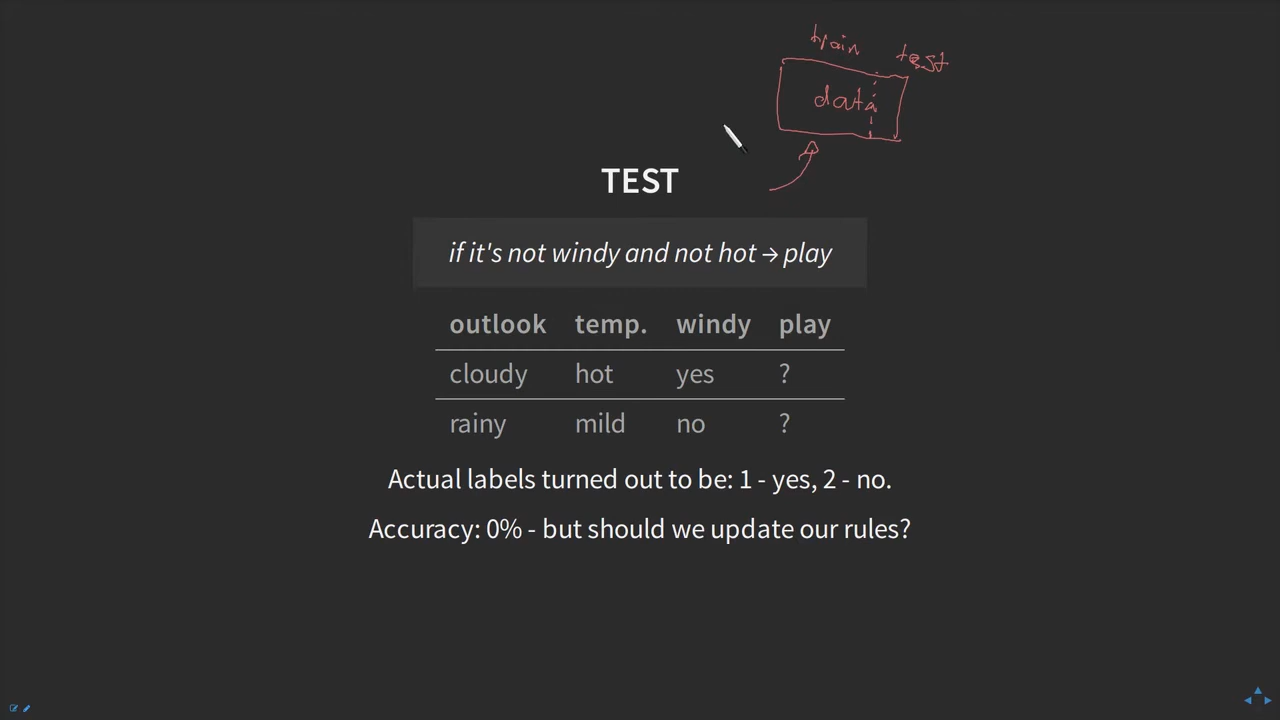 train test
data
TEST
if it's not windy and not hot → play
outlook temp. windy play
cloudy hot yes ?
rainy mild no ?
Actual labels turned out to be: 1 - yes, 2 - no.
Accuracy: 0% - but should we update our rules?